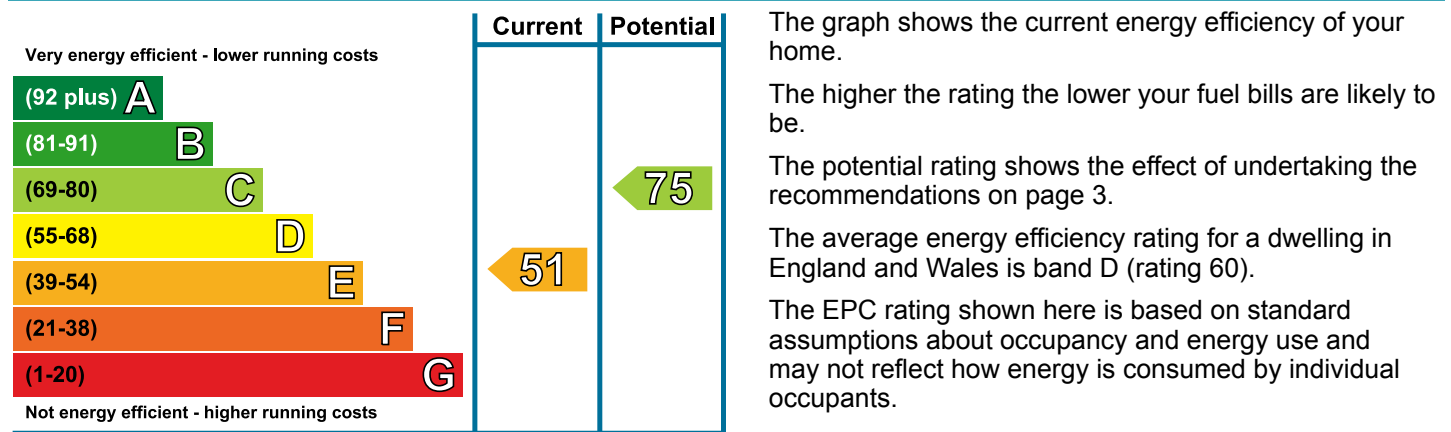 Current Potential
Very energy efficient - lower running costs
(92 plus) A
(81-91) B
(69-80) C
75
(55-68) D
(39-54) E
51
(21-38) F
(1-20) G
Not energy efficient - higher running costs
The graph shows the current energy efficiency of your
home.
The higher the rating the lower your fuel bills are likely to
be.
The potential rating shows the effect of undertaking the
recommendations on page 3.
The average energy efficiency rating for a dwelling in
England and Wales is band D (rating 60).
The EPC rating shown here is based on standard
assumptions about occupancy and energy use and
may not reflect how energy is consumed by individual
occupants.